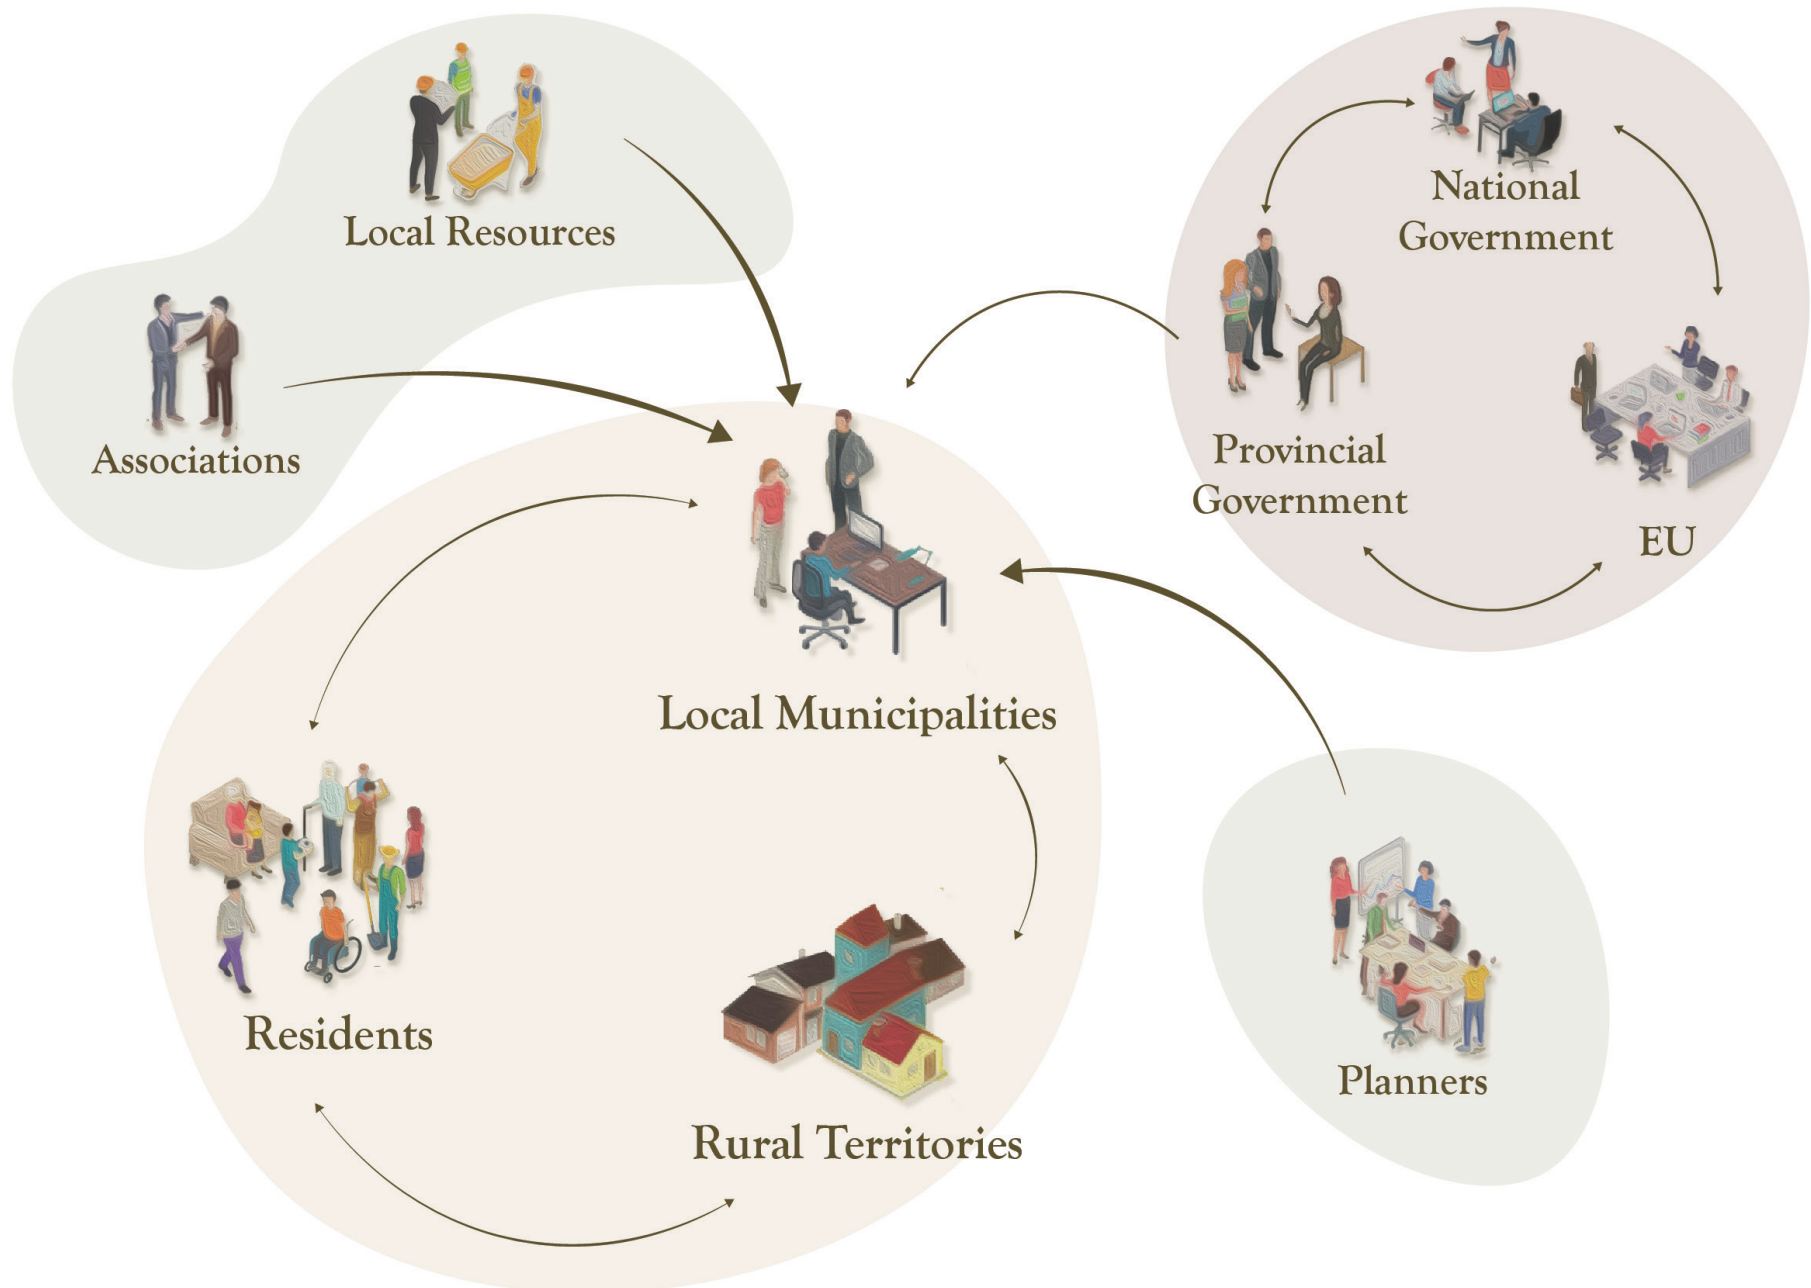 Local Resources
Associations
National
Government
Provincial
Government
EU
Local Municipalities
Residents
Rural Territories
Planners